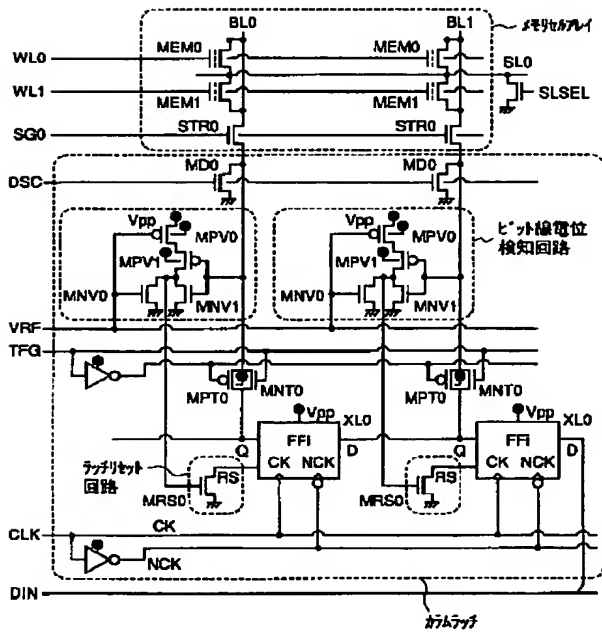 BL0 BL1 メモリセルアレイ
MEM0 MEM0
WL0 SL0
WL1 MEM1 MEM1 SLSEL
SG0 STR0 STR0
MD0 MD0
DSC
Vpp MPV0 Vpp MPV0 ビット線電位
検知回路
MPV1 MPV1
MNV0 MNV1 MNV0 MNV1
VRF
TFG
MPT0 MNT0 MPT0 MNT0
Vpp XL0 Vpp XL0
Q FFi D Q FFi D
ラッチリセット
回路
RS CK NCK RS CK NCK
MRS0 MRS0
CLK CK
NCK
DIN
カラムラッチ